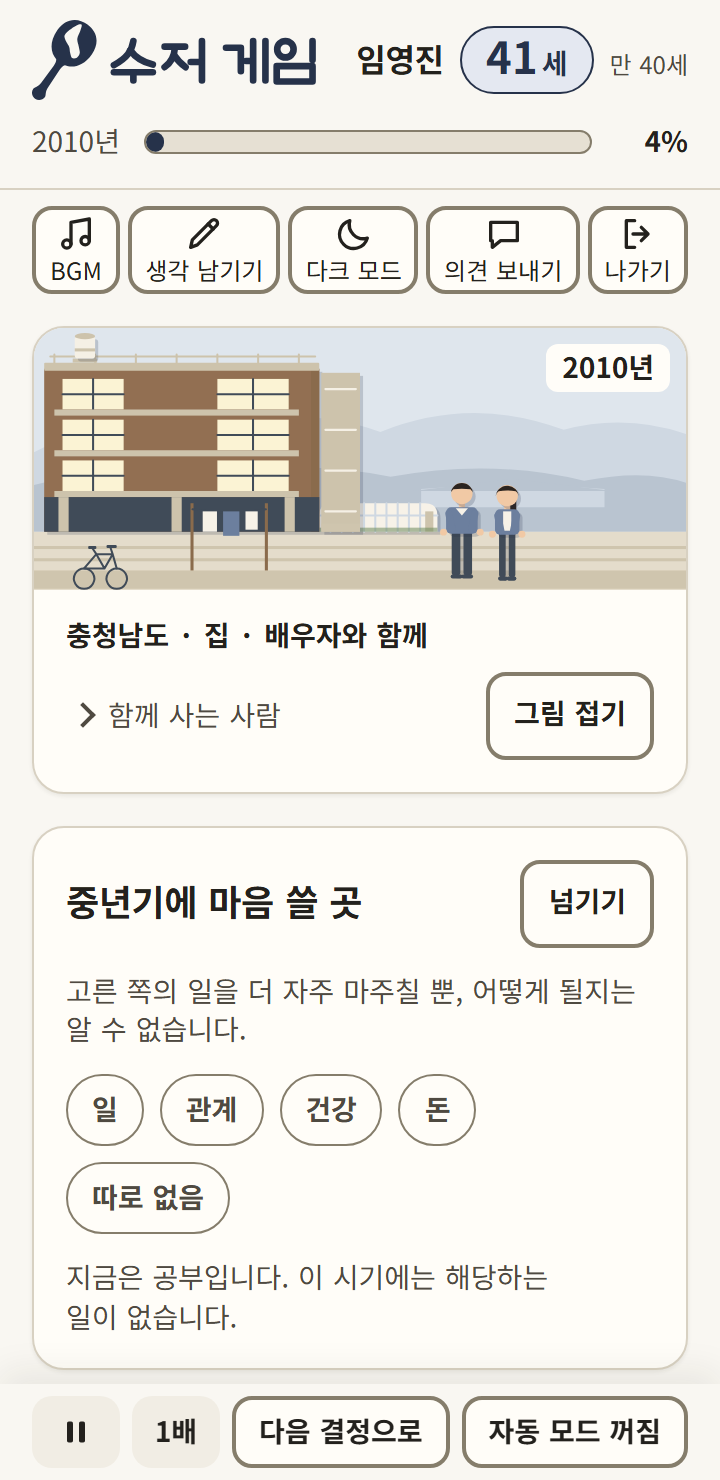 수저 게임
임영진
41세
만 40세
2010년
4%
BGM
생각 남기기
다크 모드
의견 보내기
나가기
2010년
충청남도 · 집 · 배우자와 함께
함께 사는 사람
그림 접기
중년기에 마음 쓸 곳
넘기기
고른 쪽의 일을 더 자주 마주칠 뿐, 어떻게 될지는
알 수 없습니다.
일
관계
건강
돈
따로 없음
지금은 공부입니다. 이 시기에는 해당하는
일이 없습니다.
1배
다음 결정으로
자동 모드 꺼짐